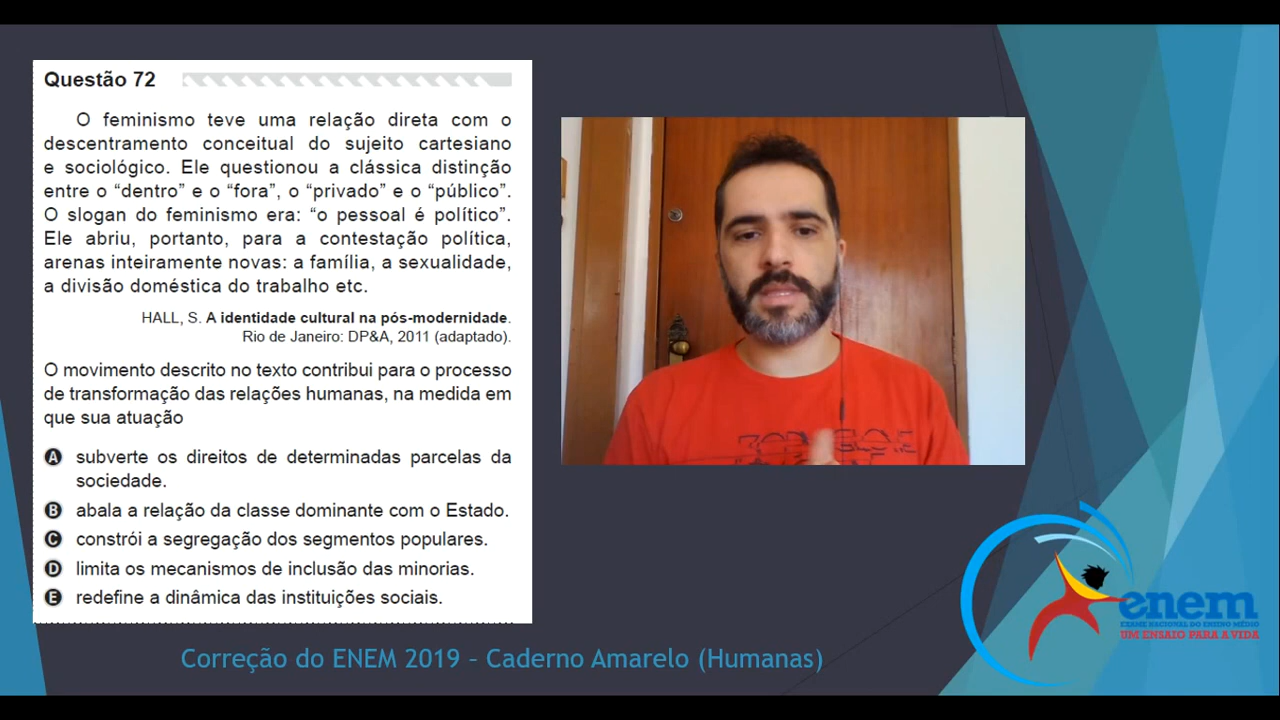 Questão 72
O feminismo teve uma relação direta com o
descentramento conceitual do sujeito cartesiano
e sociológico. Ele questionou a clássica distinção
entre o “dentro” e o “fora”, o “privado” e o “público”.
O slogan do feminismo era: “o pessoal é político”.
Ele abriu, portanto, para a contestação política,
arenas inteiramente novas: a família, a sexualidade,
a divisão doméstica do trabalho etc.
HALL, S. A identidade cultural na pós-modernidade.
Rio de Janeiro: DP&A, 2011 (adaptado).
O movimento descrito no texto contribui para o processo
de transformação das relações humanas, na medida em
que sua atuação
A subverte os direitos de determinadas parcelas da
sociedade.
B abala a relação da classe dominante com o Estado.
C constrói a segregação dos segmentos populares.
D limita os mecanismos de inclusão das minorias.
E redefine a dinâmica das instituições sociais.
enem
EXAME NACIONAL DO ENSINO MÉDIO
UM ENSAIO PARA A VIDA
Correção do ENEM 2019 – Caderno Amarelo (Humanas)